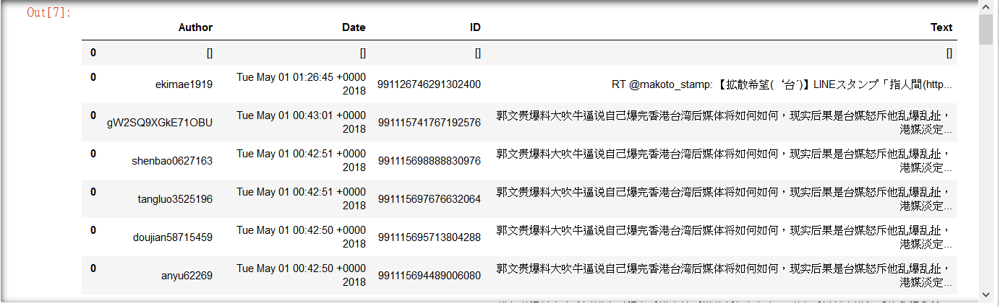 Out[7]:
Author Date ID Text
0 [] [] [] []
0 ekimae1919 Tue May 01 01:26:45 +0000 2018 991126746291302400 RT @makoto_stamp: 【拡散希望(‘台´)】LINEスタンプ「指人間(http...
0 gW2SQ9XGkE71OBU Tue May 01 00:43:01 +0000 2018 991115741767192576 郭文贵爆料大吹牛逼说自己爆完香港台湾后媒体将如何如何，现实后果是台媒怒斥他乱爆乱扯，港媒淡定...
0 shenbao0627163 Tue May 01 00:42:51 +0000 2018 991115698888830976 郭文贵爆料大吹牛逼说自己爆完香港台湾后媒体将如何如何，现实后果是台媒怒斥他乱爆乱扯，港媒淡定...
0 tangluo3525196 Tue May 01 00:42:51 +0000 2018 991115697676632064 郭文贵爆料大吹牛逼说自己爆完香港台湾后媒体将如何如何，现实后果是台媒怒斥他乱爆乱扯，港媒淡定...
0 doujian58715459 Tue May 01 00:42:50 +0000 2018 991115695713804288 郭文贵爆料大吹牛逼说自己爆完香港台湾后媒体将如何如何，现实后果是台媒怒斥他乱爆乱扯，港媒淡定...
0 anyu62269 Tue May 01 00:42:50 +0000 2018 991115694489006080 郭文贵爆料大吹牛逼说自己爆完香港台湾后媒体将如何如何，现实后果是台媒怒斥他乱爆乱扯，港媒淡定...